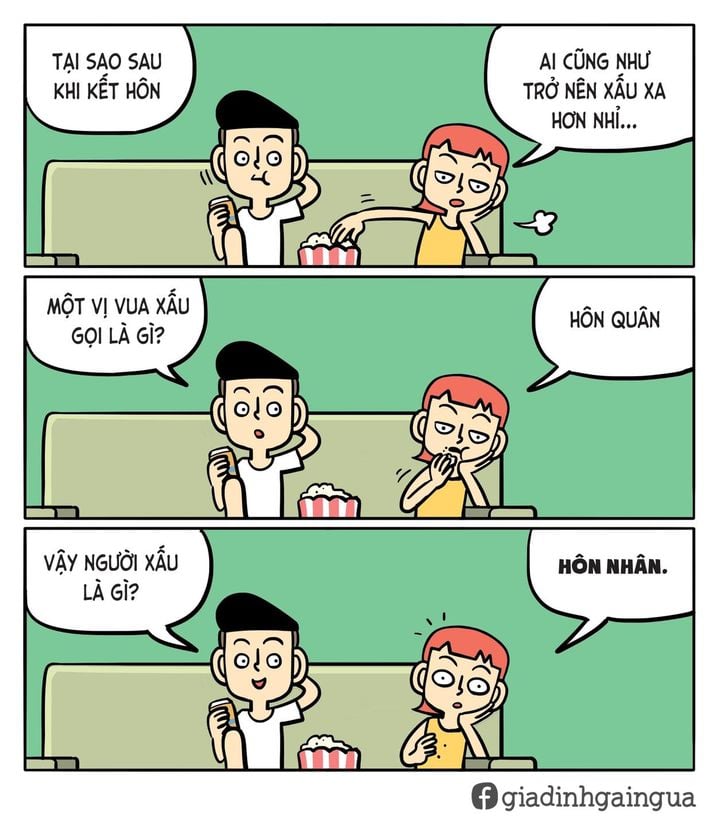 TẠI SAO SAU
KHI KẾT HÔN
AI CŨNG NHƯ
TRỞ NÊN XẤU XA
HƠN NHỈ...
MỘT VỊ VUA XẤU
GỌI LÀ GÌ?
HÔN QUÂN
VẬY NGƯỜI XẤU
LÀ GÌ?
HÔN NHÂN.
giadinhgaingua